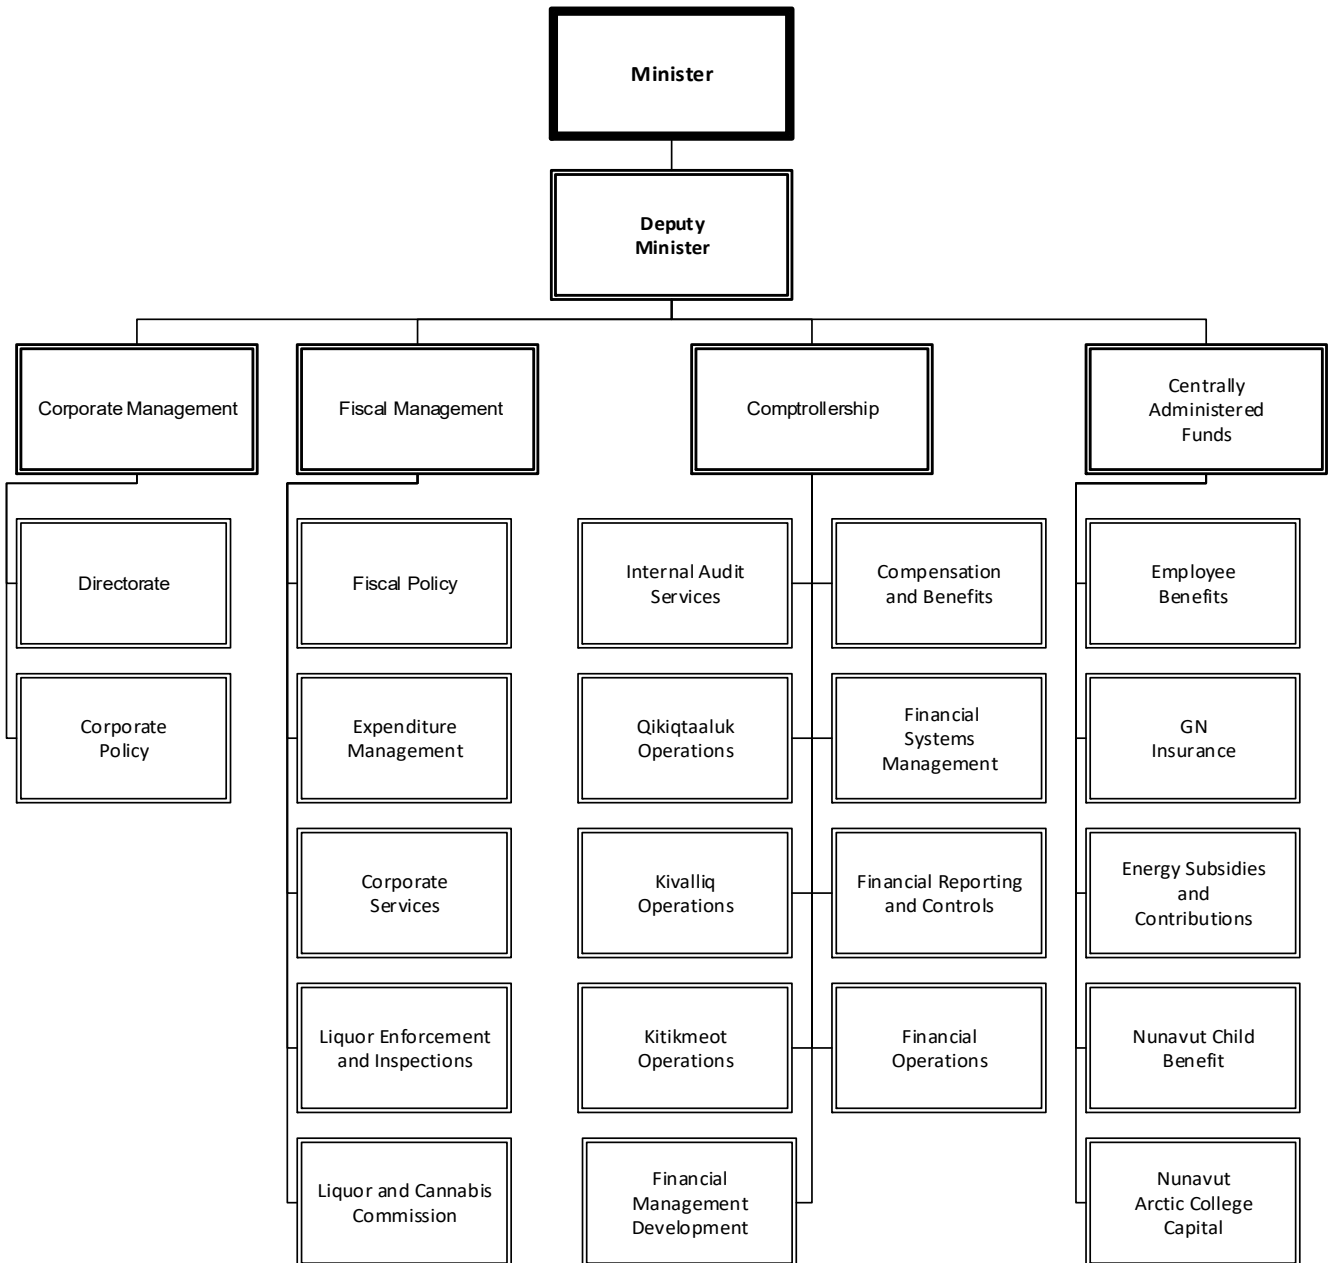 Minister
Deputy
Minister
Corporate Management
Fiscal Management
Comptrollership
Centrally
Administered
Funds
Directorate
Fiscal Policy
Internal Audit
Services
Compensation
and Benefits
Employee
Benefits
Corporate
Policy
Expenditure
Management
Qikiqtaaluk
Operations
Financial
Systems
Management
GN
Insurance
Corporate
Services
Kivalliq
Operations
Financial Reporting
and Controls
Energy Subsidies
and
Contributions
Liquor Enforcement
and Inspections
Kitikmeot
Operations
Financial
Operations
Nunavut Child
Benefit
Liquor and Cannabis
Commission
Financial
Management
Development
Nunavut
Arctic College
Capital